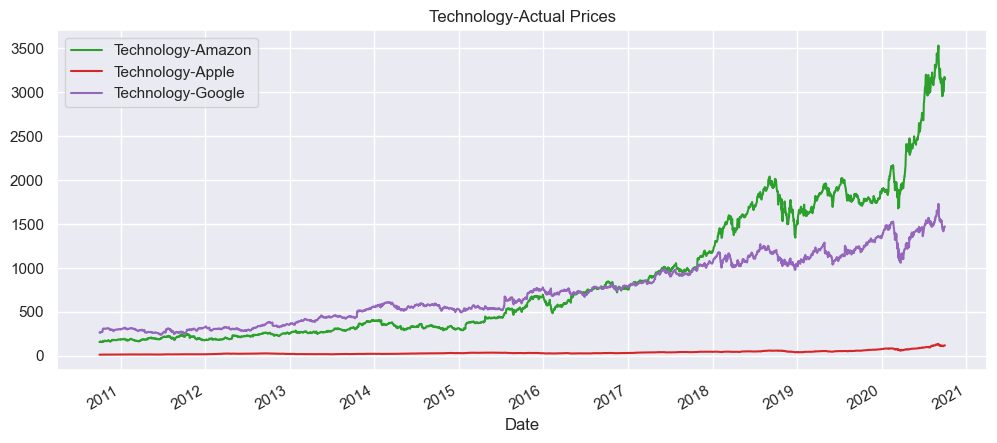 Technology-Actual Prices
Technology-Amazon
Technology-Apple
Technology-Google
3500
3000
2500
2000
1500
1000
500
0
2011 2012 2013 2014 2015 2016 2017 2018 2019 2020 2021
Date